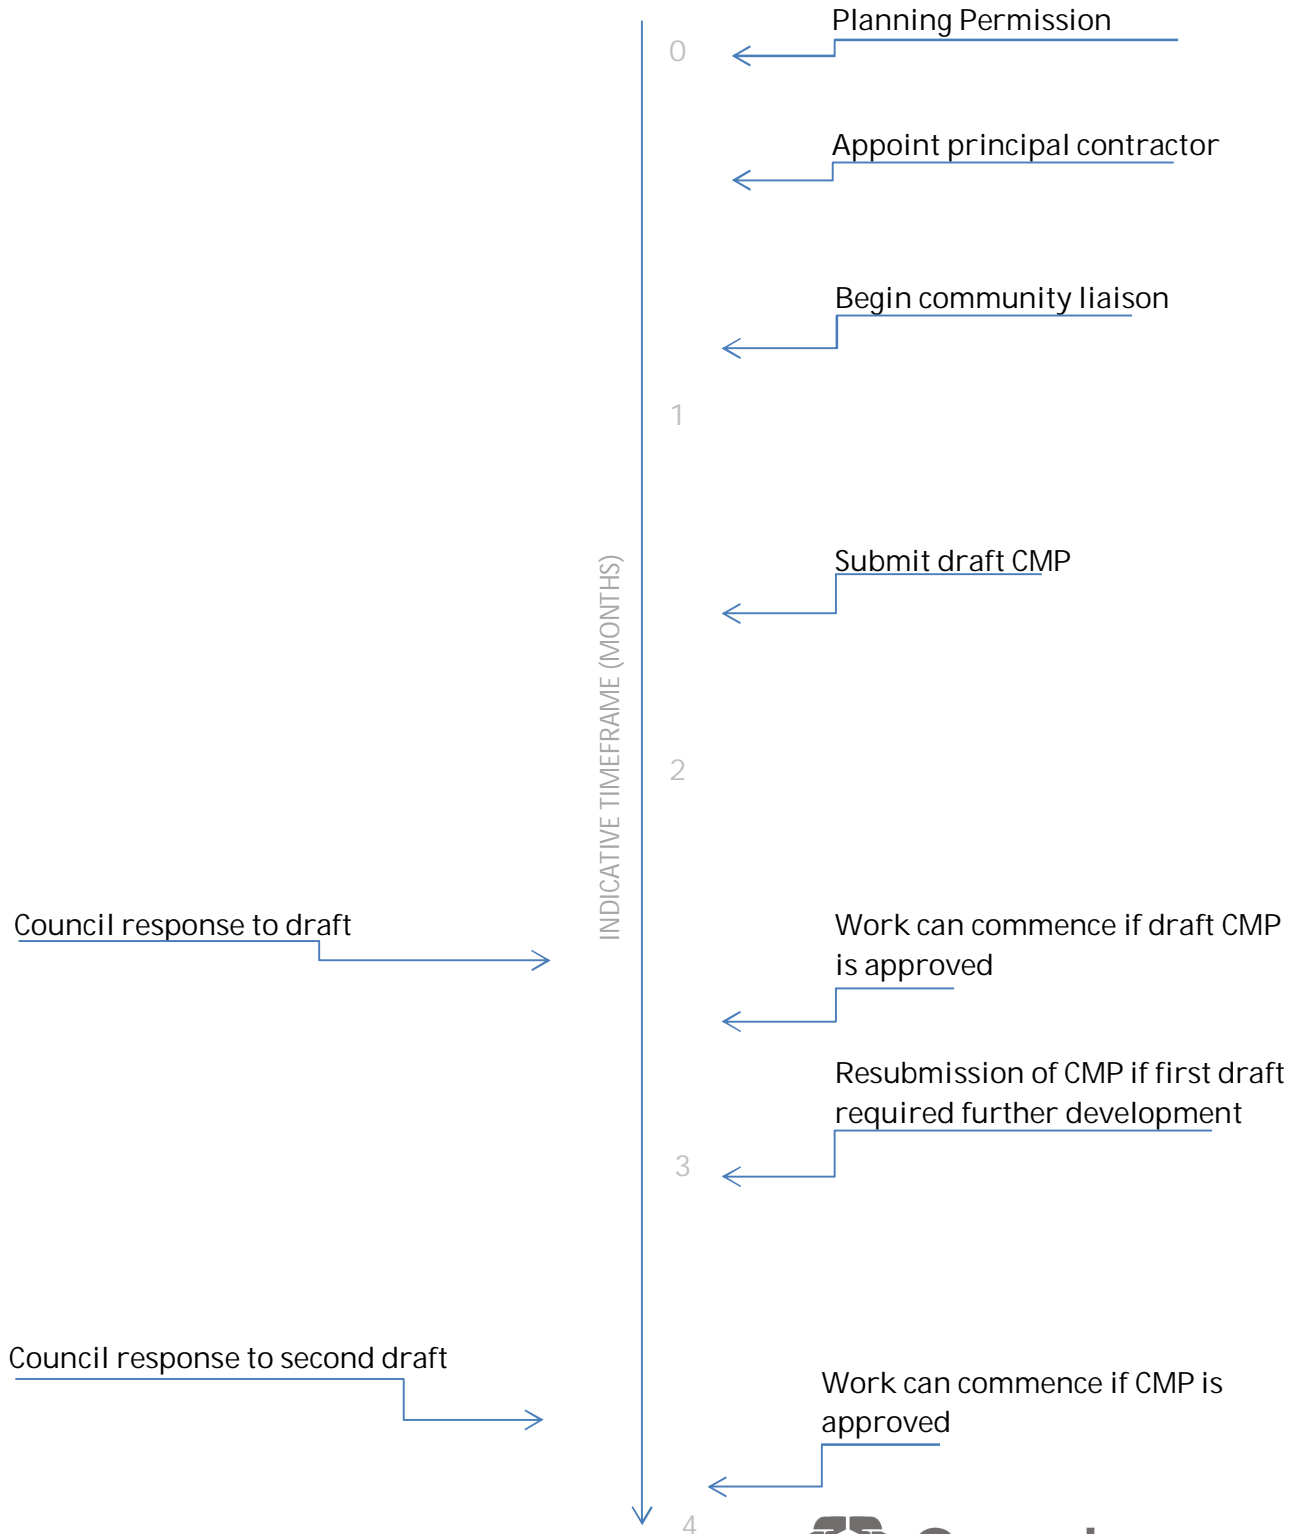 Planning Permission
0
Appoint principal contractor
Begin community liaison
1
Submit draft CMP
INDICATIVE TIMEFRAME (MONTHS)
2
Council response to draft
Work can commence if draft CMP
is approved
Resubmission of CMP if first draft
required further development
3
Council response to second draft
Work can commence if CMP is
approved
4